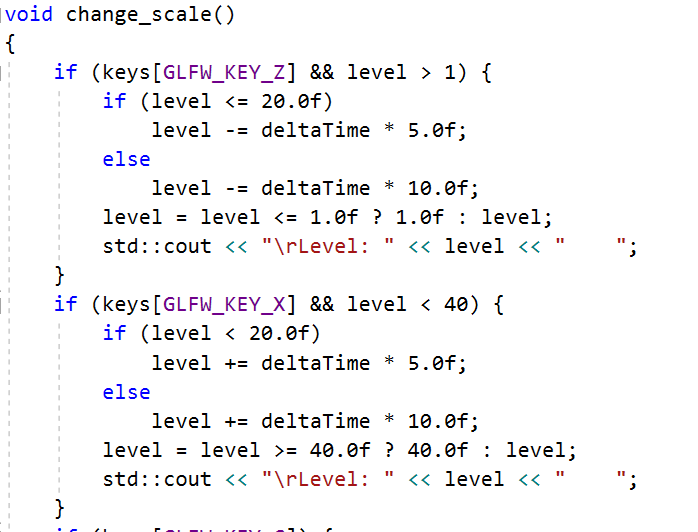 void change_scale()
{
    if (keys[GLFW_KEY_Z] && level > 1) {
        if (level <= 20.0f)
            level -= deltaTime * 5.0f;
        else
            level -= deltaTime * 10.0f;
        level = level <= 1.0f ? 1.0f : level;
        std::cout << "\rLevel: " << level << "    ";
    }
    if (keys[GLFW_KEY_X] && level < 40) {
        if (level < 20.0f)
            level += deltaTime * 5.0f;
        else
            level += deltaTime * 10.0f;
        level = level >= 40.0f ? 40.0f : level;
        std::cout << "\rLevel: " << level << "    ";
    }